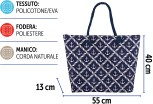 TESSUTO:
POLICOTONE/EVA
FODERA:
POLIESTERE
MANICO:
CORDA NATURALE
40 cm
13 cm
55 cm